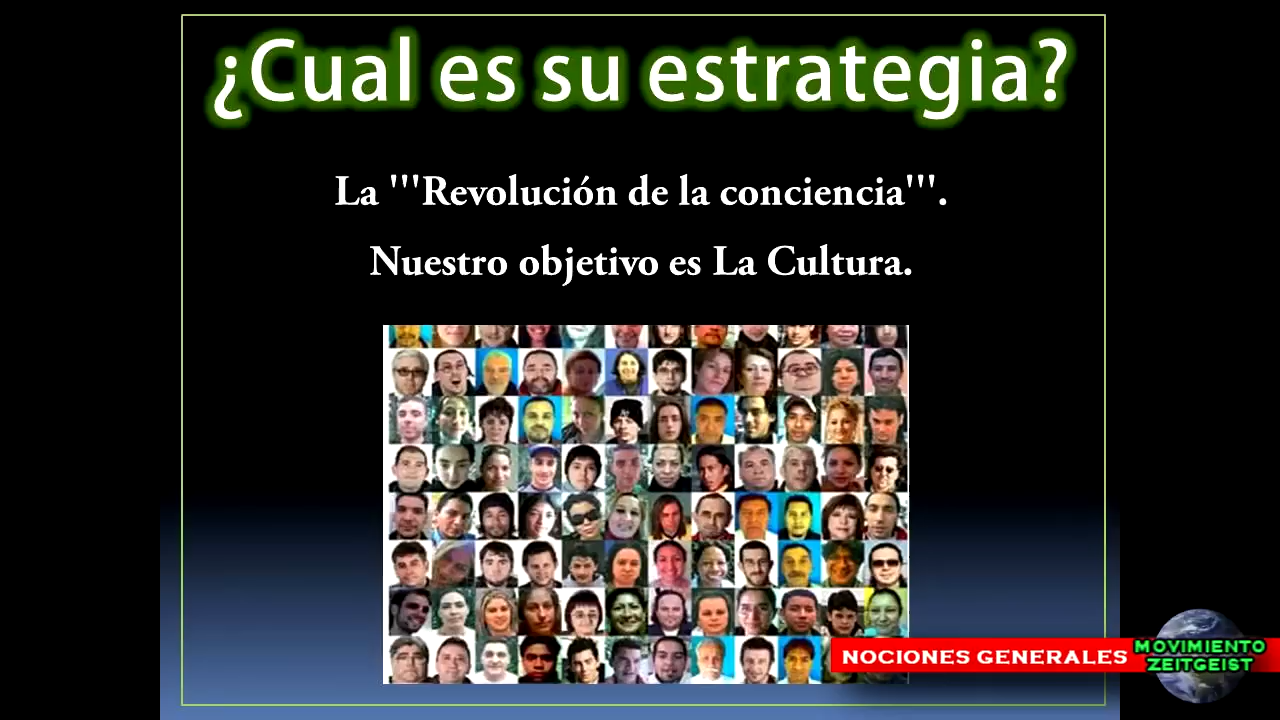 ¿Cual es su estrategia?
La '''Revolución de la conciencia'''.
Nuestro objetivo es La Cultura.
NOCIONES GENERALES
MOVIMIENTO
ZEITGEIST